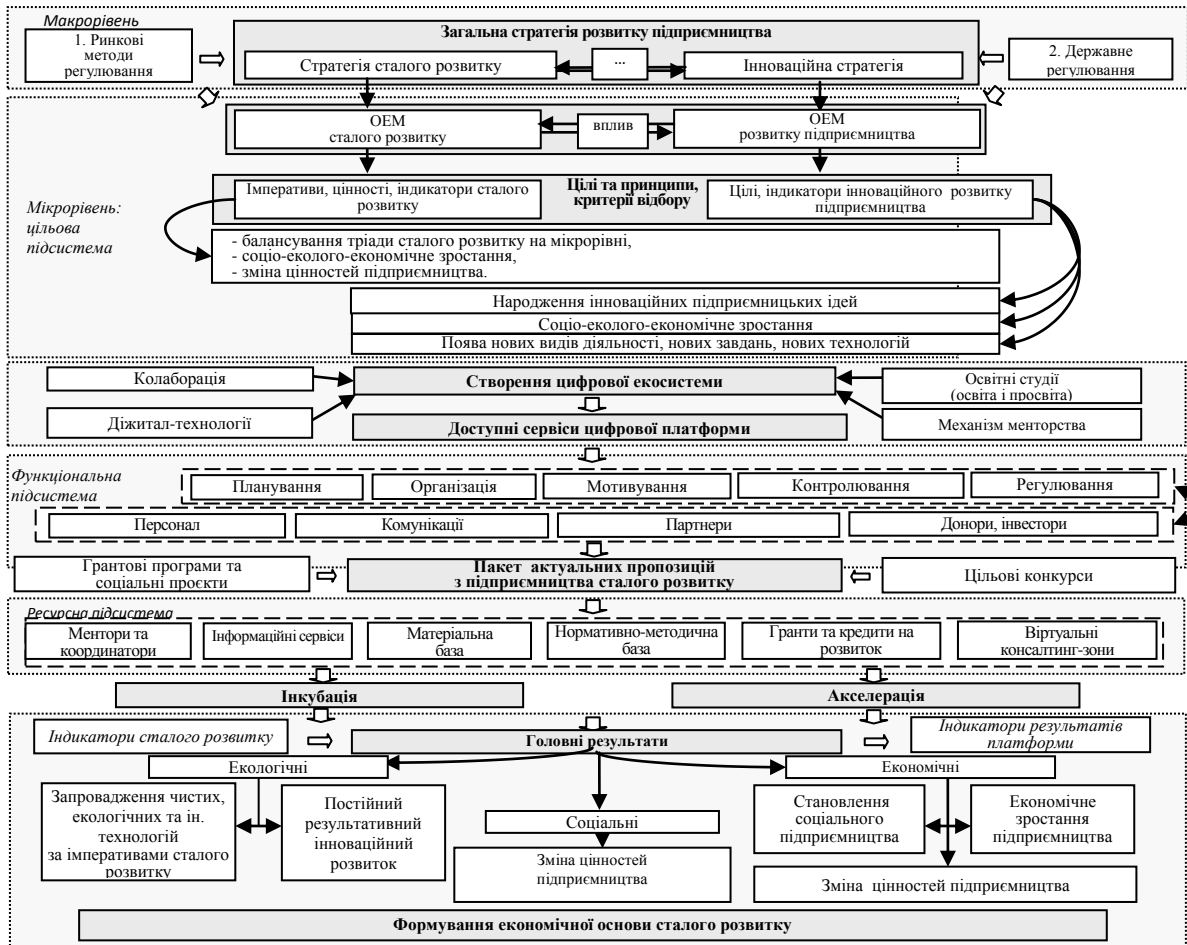 Макрорівень
1. Ринкові
методи
регулювання
Загальна стратегія розвитку підприємництва
Стратегія сталого розвитку
...
Інноваційна стратегія
2. Державне
регулювання
ОЕМ
сталого розвитку
вплив
ОЕМ
розвитку підприємництва
Мікрорівень:
цільова
підсистема
Імперативи, цінності, індикатори сталого
розвитку
Цілі та принципи,
критерії відбору
Цілі, індикатори інноваційного розвитку
підприємництва
- балансування тріади сталого розвитку на мікрорівні,
- соціо-еколого-економічне зростання,
- зміна цінностей підприємництва.
Народження інноваційних підприємницьких ідей
Соціо-еколого-економічне зростання
Поява нових видів діяльності, нових завдань, нових технологій
Колаборація
Створення цифрової екосистеми
Освітні студії
(освіта і просвіта)
Діжитал-технології
Доступні сервіси цифрової платформи
Механізм менторства
Функціональна
підсистема
Планування
Організація
Мотивування
Контролювання
Регулювання
Персонал
Комунікації
Партнери
Донори, інвестори
Грантові програми та
соціальні проєкти
Пакет актуальних пропозицій
з підприємництва сталого розвитку
Цільові конкурси
Ресурсна підсистема
Ментори та
координатори
Інформаційні сервіси
Матеріальна
база
Нормативно-методична
база
Гранти та кредити на
розвиток
Віртуальні
консалтинг-зони
Інкубація
Акселерація
Індикатори сталого розвитку
Головні результати
Індикатори результатів
платформи
Екологічні
Економічні
Запровадження чистих,
екологічних та ін.
технологій
за імперативами сталого
розвитку
Постійний
результативний
інноваційний
розвиток
Соціальні
Зміна цінностей
підприємництва
Становлення
соціального
підприємництва
Економічне
зростання
підприємництва
Зміна цінностей підприємництва
Формування економічної основи сталого розвитку